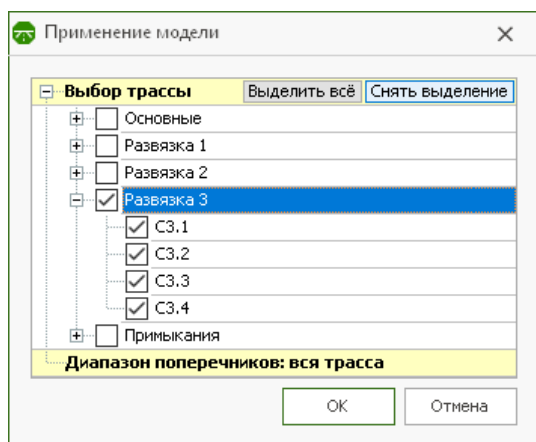 Применение модели
Выбор трассы Выделить всё Снять выделение
Основные
Развязка 1
Развязка 2
Развязка 3
С3.1
С3.2
С3.3
С3.4
Примыкания
Диапазон поперечников: вся трасса
ОК Отмена